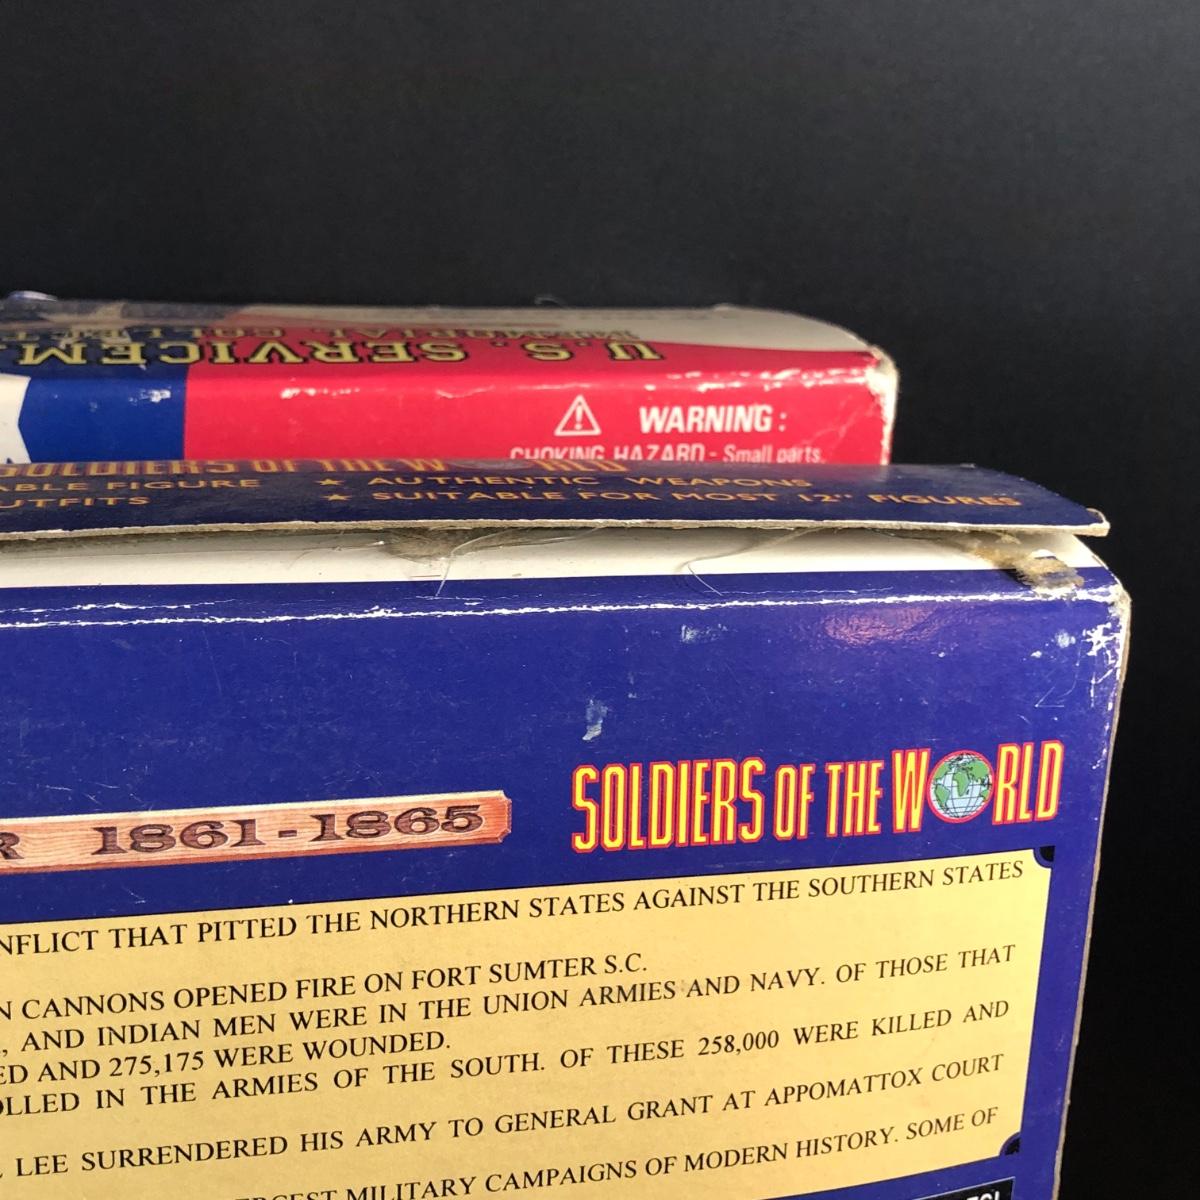 U.S. SERVICEM
MEMORIAL COLLE
WARNING:
CHOKING HAZARD - Small parts.
SOLDIERS OF THE WORLD
ABLE FIGURE ★ AUTHENTIC WEAPONS
UTFITS ★ SUITABLE FOR MOST 12" FIGURES
SOLDIERS OF THE WORLD
R 1861-1865
NFLICT THAT PITTED THE NORTHERN STATES AGAINST THE SOUTHERN STATES
N CANNONS OPENED FIRE ON FORT SUMTER S.C.
, AND INDIAN MEN WERE IN THE UNION ARMIES AND NAVY. OF THOSE THAT
ED AND 275,175 WERE WOUNDED.
OLLED IN THE ARMIES OF THE SOUTH. OF THESE 258,000 WERE KILLED AND
LEE SURRENDERED HIS ARMY TO GENERAL GRANT AT APPOMATTOX COURT
RGEST MILITARY CAMPAIGNS OF MODERN HISTORY. SOME OF